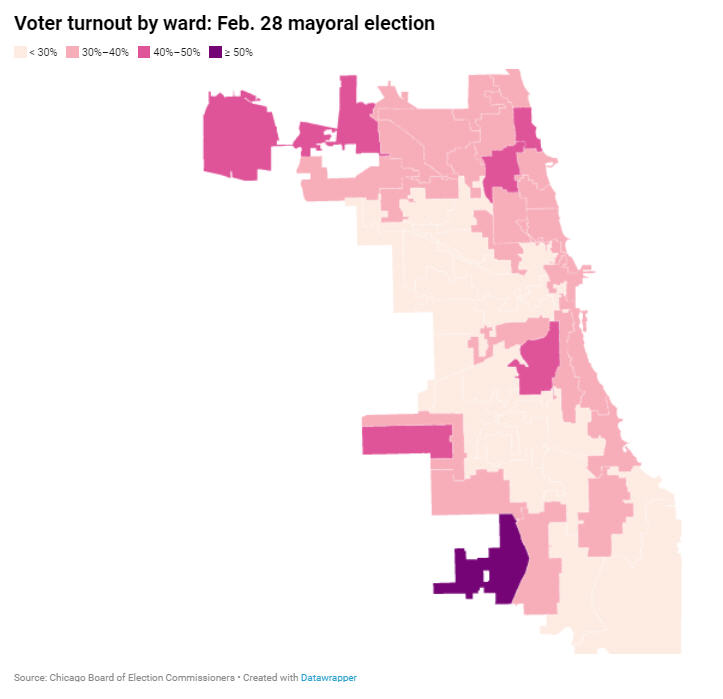 Voter turnout by ward: Feb. 28 mayoral election
< 30% 30%–40% 40%–50% ≥ 50%
Source: Chicago Board of Election Commissioners • Created with Datawrapper